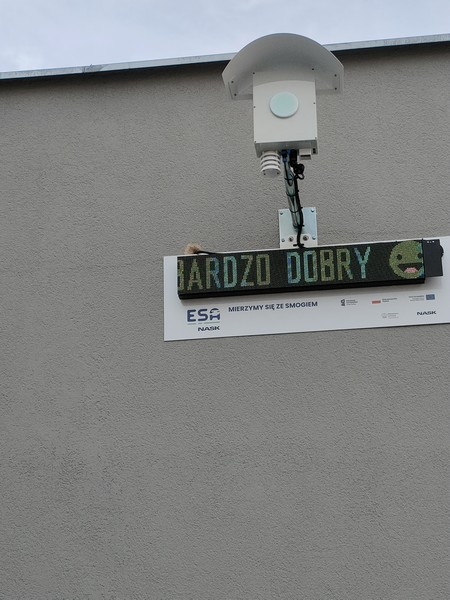 BARDZO DOBRY
ESA
MIERZYMY SIĘ ZE SMOGIEM
NASK
NASK